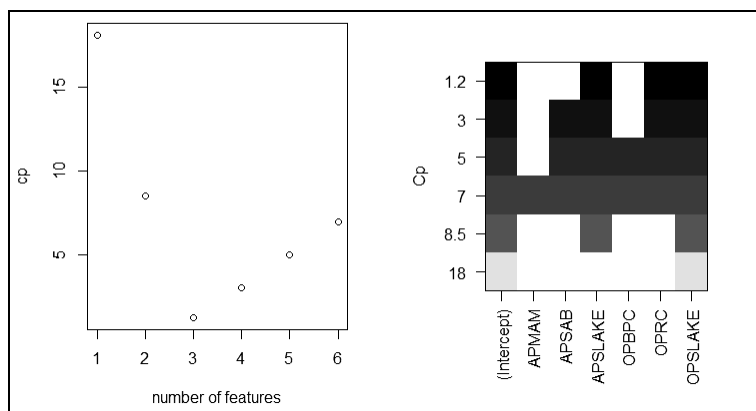 cp
15
10
5
1 2 3 4 5 6
number of features
Cp
1.2
3
5
7
8.5
18
(Intercept)
APMAM
APSAB
APSLAKE
OPBPC
OPRC
OPSLAKE